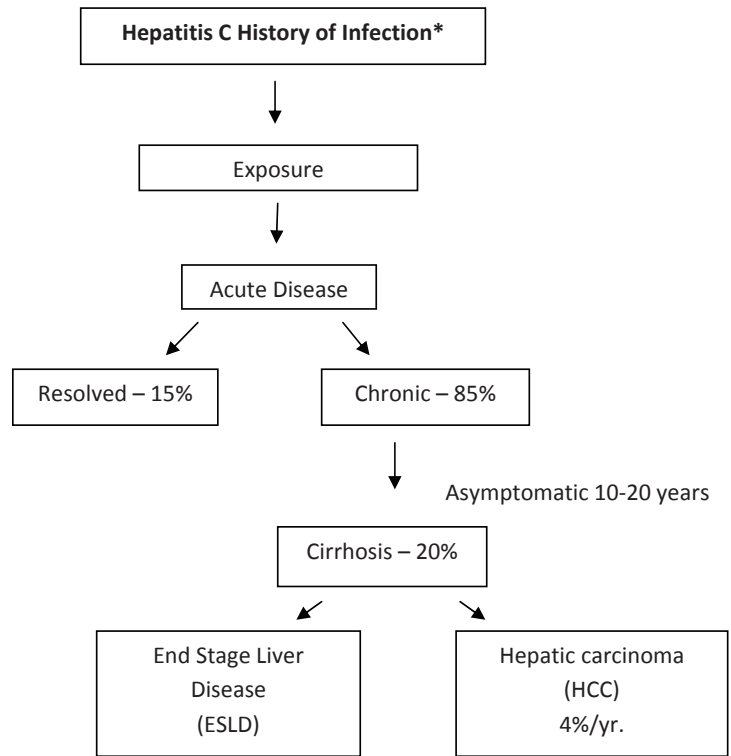 Hepatitis C History of Infection*
Exposure
Acute Disease
Resolved – 15%
Chronic – 85%
Asymptomatic 10-20 years
Cirrhosis – 20%
End Stage Liver
Disease
(ESLD)
Hepatic carcinoma
(HCC)
4%/yr.